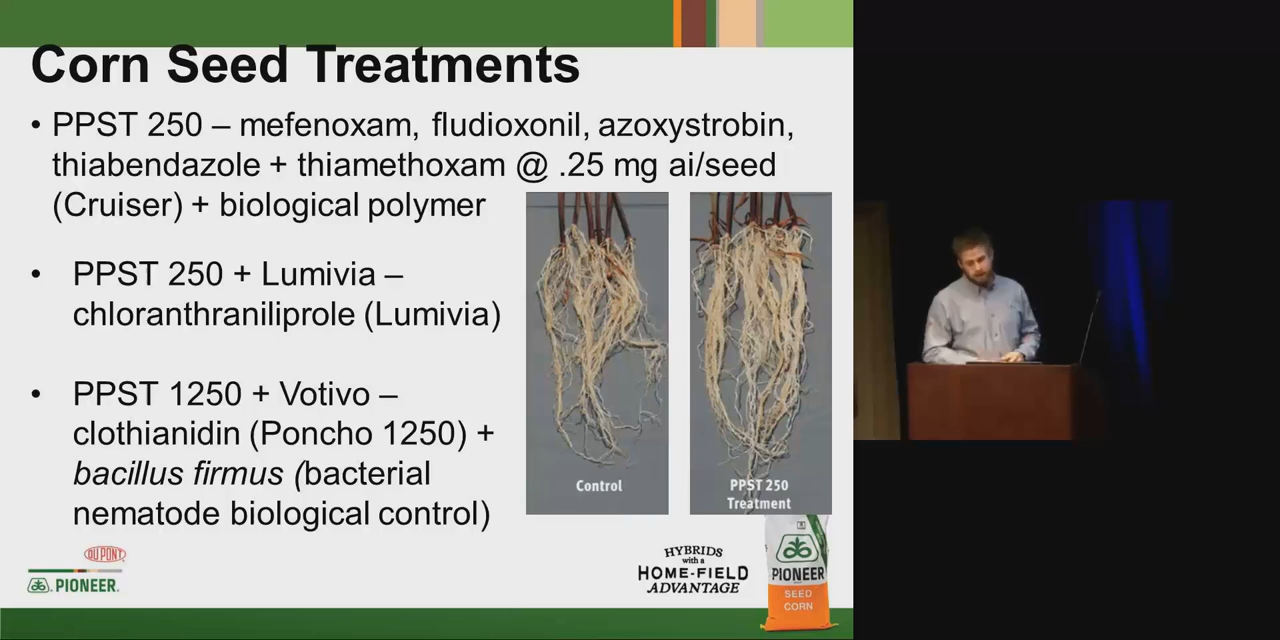 Corn Seed Treatments
• PPST 250 – mefenoxam, fludioxonil, azoxystrobin,
thiabendazole + thiamethoxam @ .25 mg ai/seed
(Cruiser) + biological polymer
• PPST 250 + Lumivia –
chloranthraniliprole (Lumivia)
• PPST 1250 + Votivo –
clothianidin (Poncho 1250) +
bacillus firmus (bacterial
nematode biological control)
Control
PPST 250
Treatment
DUPONT
PIONEER.
HYBRIDS
with a
HOME-FIELD
ADVANTAGE
PIONEER
SEED
CORN